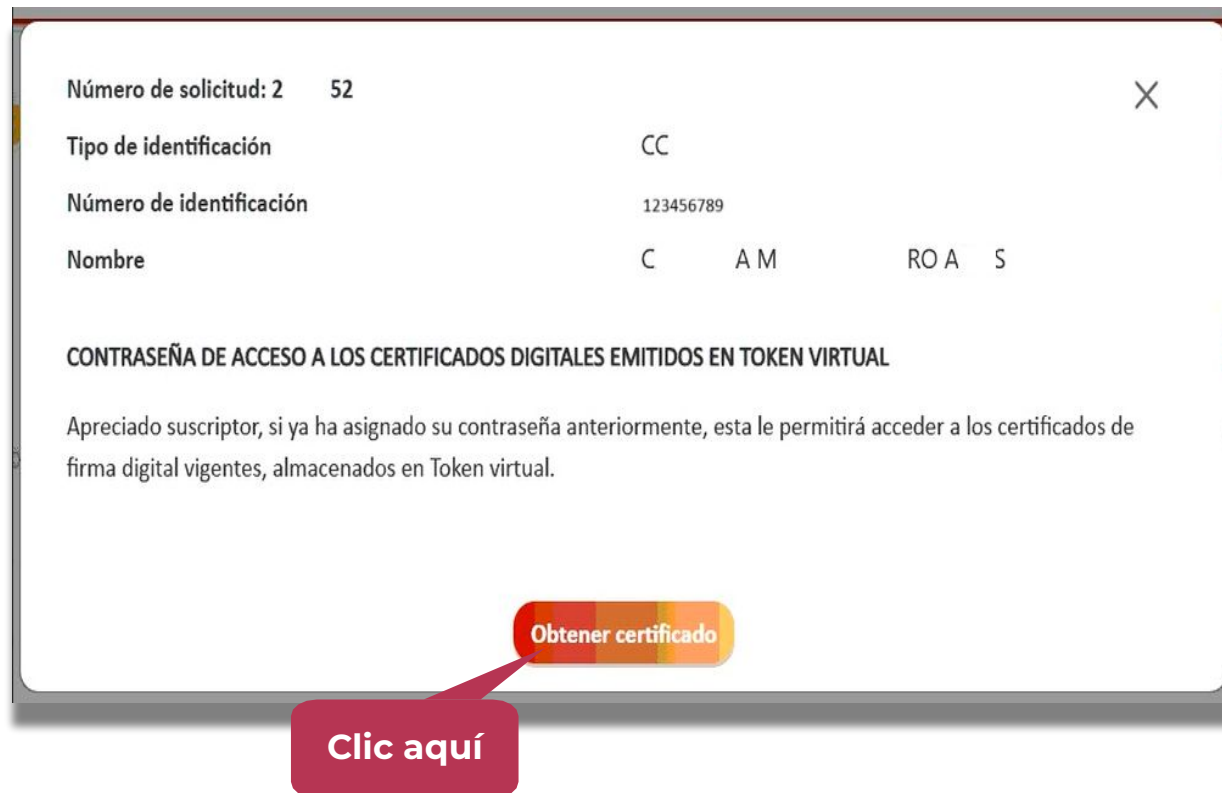 Número de solicitud: 2 52
X
Tipo de identificación CC
Número de identificación 123456789
Nombre C A M RO A S
CONTRASEÑA DE ACCESO A LOS CERTIFICADOS DIGITALES EMITIDOS EN TOKEN VIRTUAL
Apreciado suscriptor, si ya ha asignado su contraseña anteriormente, esta le permitirá acceder a los certificados de
firma digital vigentes, almacenados en Token virtual.
Obtener certificado
Clic aquí